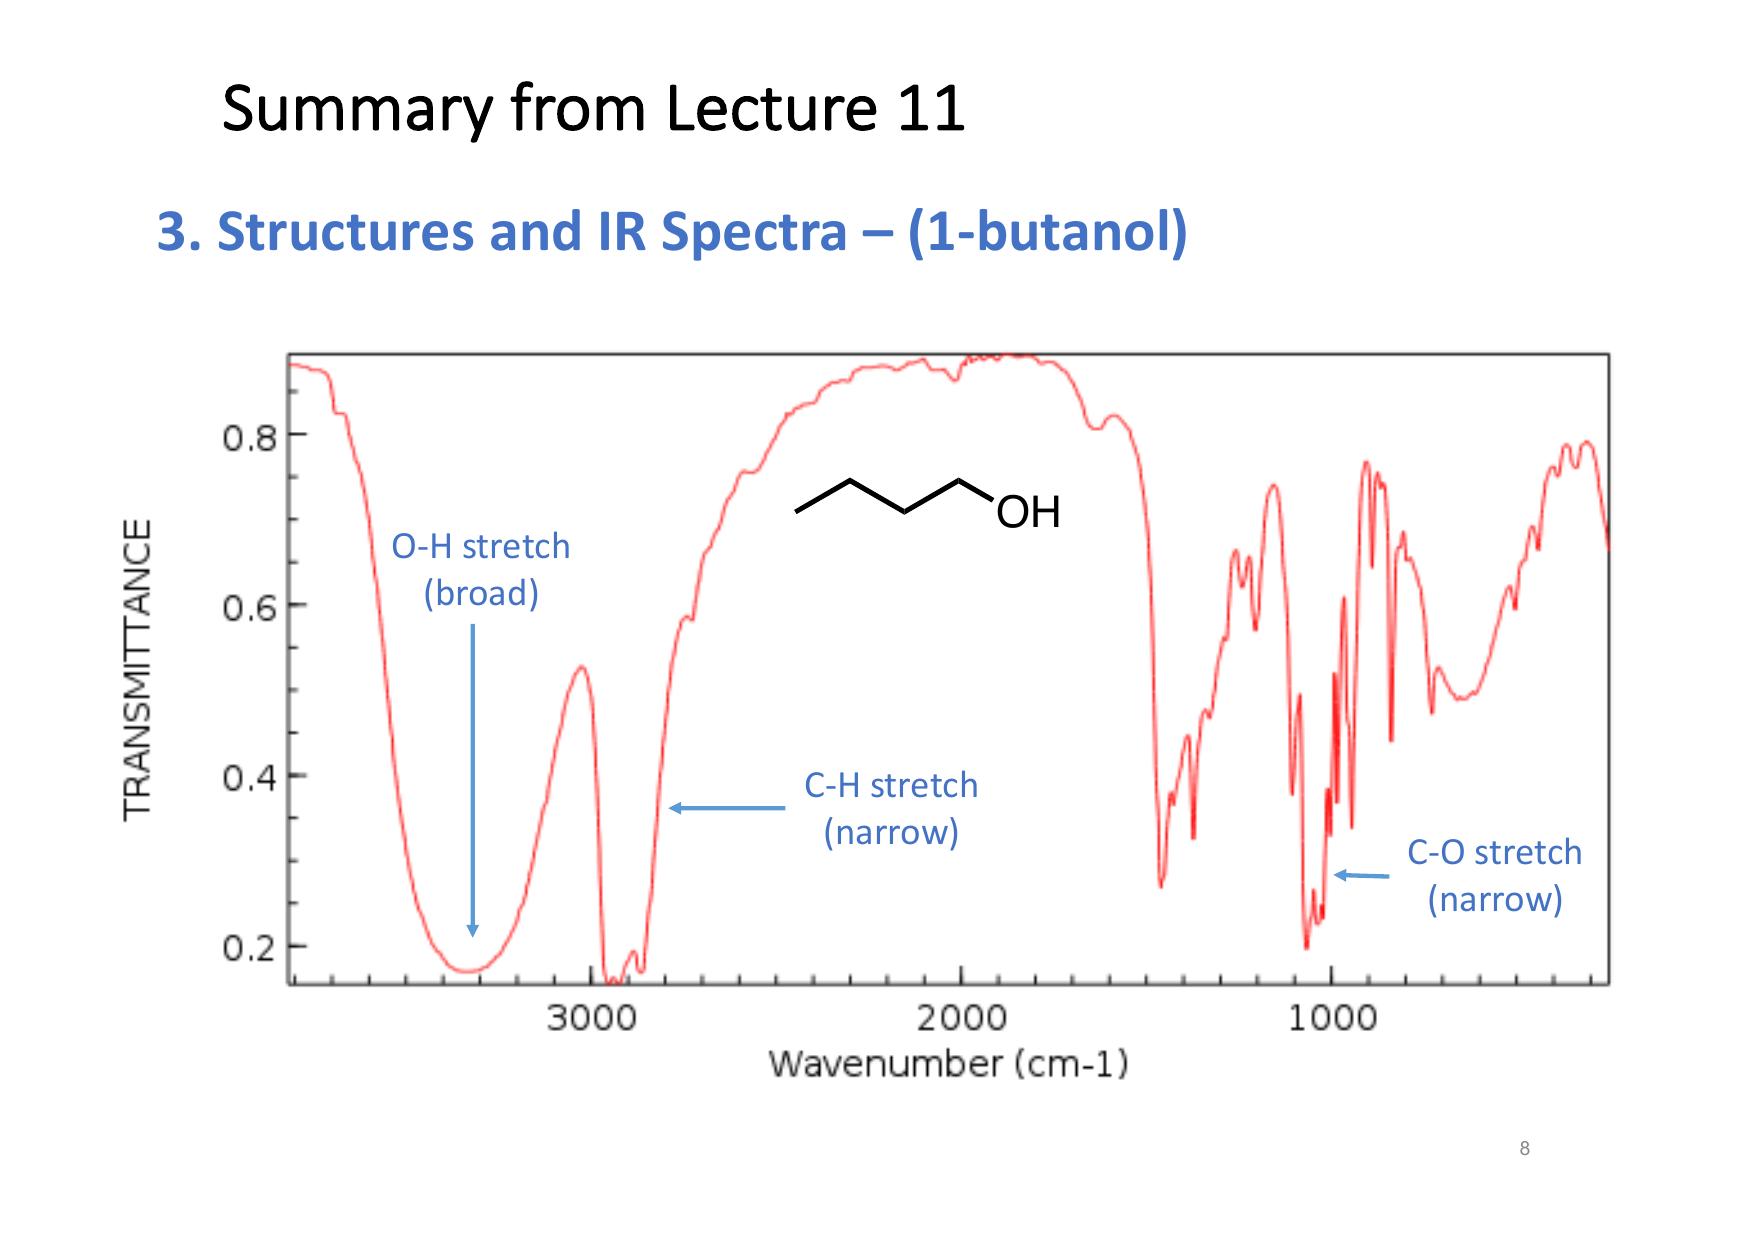 Summary from Lecture 11
3. Structures and IR Spectra – (1-butanol)
0.8
OH
O-H stretch
(broad)
0.6
TRANSMITTANCE
0.4
C-H stretch
(narrow)
C-O stretch
(narrow)
0.2
3000 2000 1000
Wavenumber (cm-1)
8